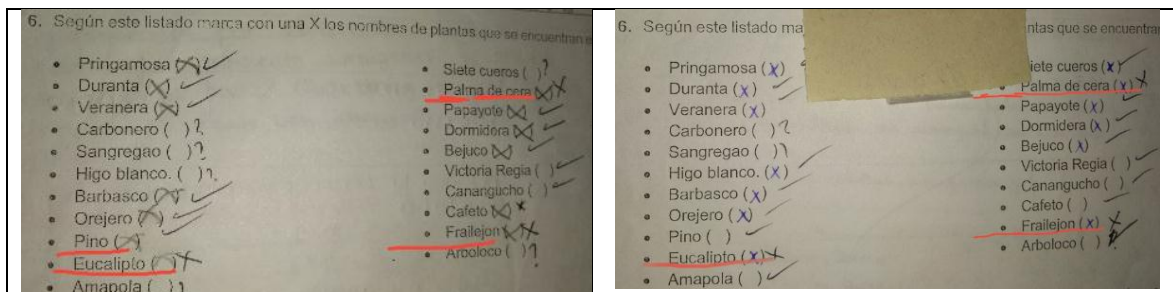 6. Según este listado marca con una X los nombres de plantas que se encuentran
Pringamosa (X)
Duranta (X)
Veranera (X)
Carbonero ( ) ?
Sangregao ( ) ?
Higo blanco. ( ) ?
Barbasco (X)
Orejero (X)
Pino (X)
Eucalipto (X) X
Amapola ( ) ?
Siete cueros ( ) ?
Palma de cera (X) X
Papayote (X)
Dormidera (X)
Bejuco (X)
Victoria Regia ( )
Canangucho ( )
Cafeto (X) X
Frailejon (X) X
Arboloco ( ) ?
6. Según este listado
Pringamosa (X)
Duranta (X)
Veranera (X)
Carbonero ( ) ?
Sangregao ( ) ?
Higo blanco. (X)
Barbasco (X)
Orejero (X)
Pino ( )
Eucalipto (X) X
Amapola ( )
que se encuentran
cueros (X)
Palma de cera (X) X
Papayote (X)
Dormidera (X)
Bejuco (X)
Victoria Regia ( )
Canangucho ( )
Cafeto ( )
Frailejon (X) X
Arboloco ( )